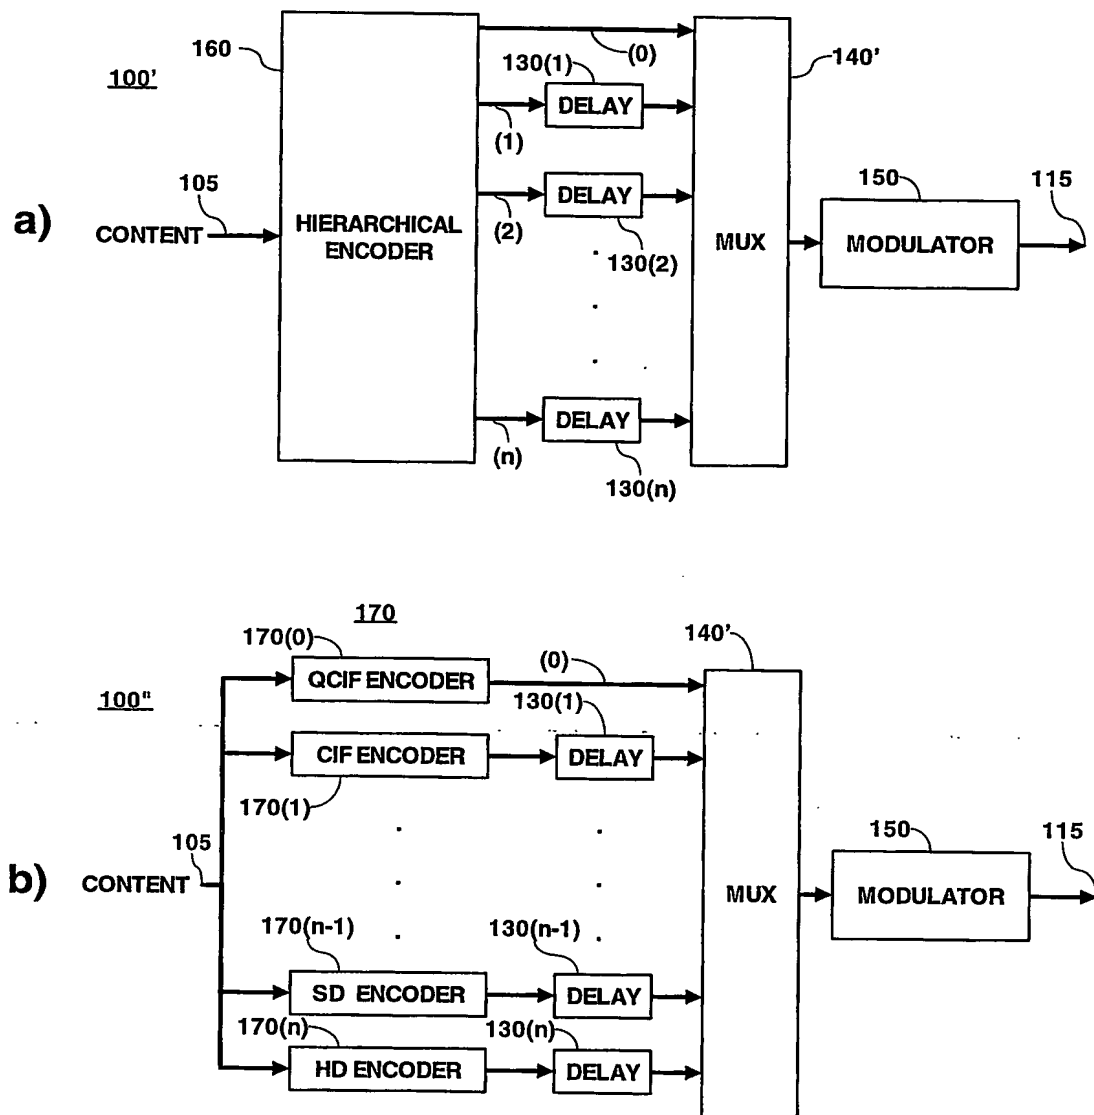 160
(0)
140'
130(1)
100'
DELAY
(1)
105
150
115
a)
CONTENT
HIERARCHICAL
ENCODER
(2)
DELAY
130(2)
MUX
MODULATOR
DELAY
(n)
130(n)
170
170(0)
(0)
140'
QCIF ENCODER
100"
130(1)
CIF ENCODER
DELAY
170(1)
105
150
115
b)
CONTENT
MUX
MODULATOR
170(n-1)
130(n-1)
SD ENCODER
DELAY
170(n)
130(n)
HD ENCODER
DELAY